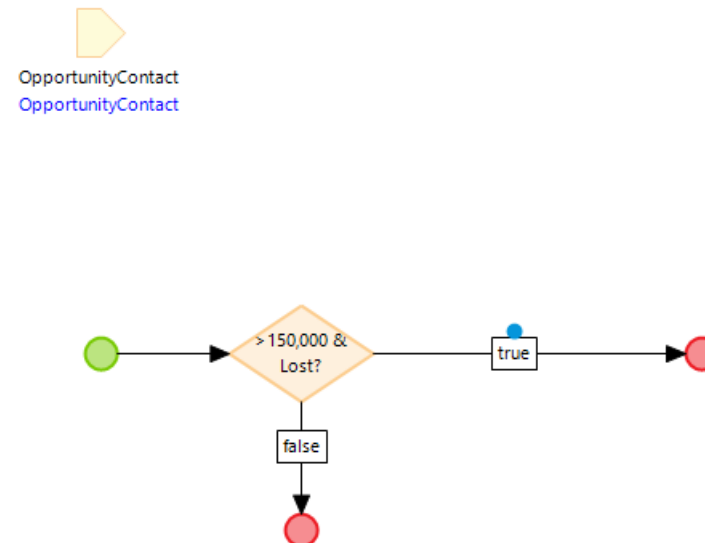 OpportunityContact
OpportunityContact
>150,000 &
Lost?
true
false